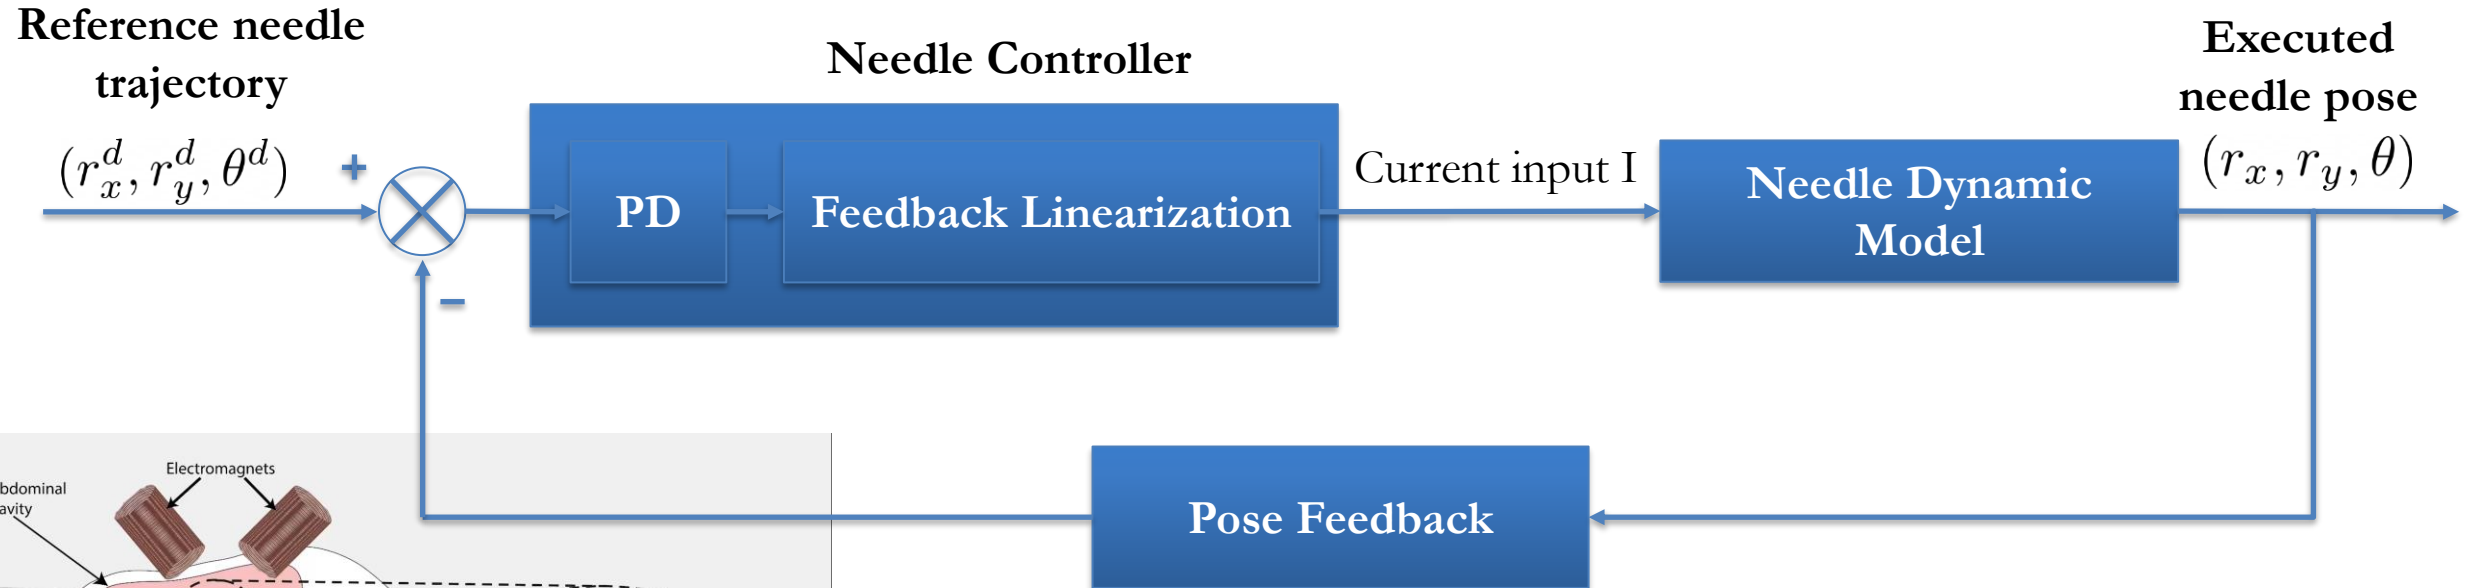 Reference needle
trajectory
(r_x^d, r_y^d, θ^d)
+
−
Needle Controller
PD
Feedback Linearization
Current input I
Needle Dynamic
Model
Executed
needle pose
(r_x, r_y, θ)
Pose Feedback
Electromagnets
bdominal
avity